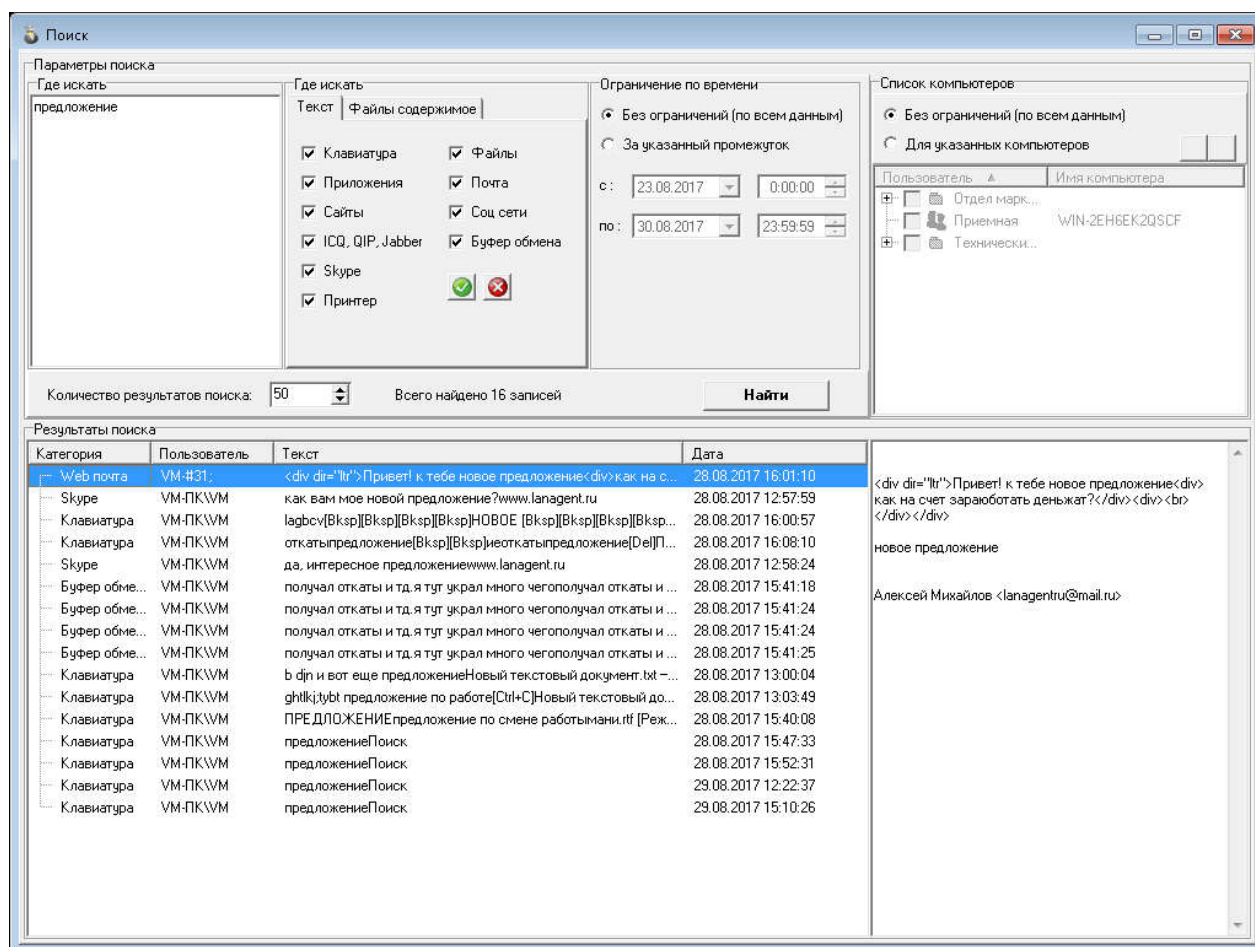 Поиск
Параметры поиска
Где искать
предложение
Где искать
Текст Файлы содержимое
Клавиатура Файлы
Приложения Почта
Сайты Соц сети
ICQ, QIP, Jabber Буфер обмена
Skype
Принтер
Ограничение по времени
Без ограничений (по всем данным)
За указанный промежуток
с : 23.08.2017 0:00:00
по : 30.08.2017 23:59:59
Список компьютеров
Без ограничений (по всем данным)
Для указанных компьютеров
Пользователь Имя компьютера
Отдел марк...
Приемная WIN-2EH6EK2QSCF
Технически...
Количество результатов поиска: 50 Всего найдено 16 записей Найти
Результаты поиска
Категория Пользователь Текст Дата
Web почта VM-#31; <div dir="ltr">Привет! к тебе новое предложение<div>как на с... 28.08.2017 16:01:10
Skype VM-ПК\VM как вам мое новой предложение?www.lanagent.ru 28.08.2017 12:57:59
Клавиатура VM-ПК\VM lagbcv[Bksp][Bksp][Bksp][Bksp]НОВОЕ [Bksp][Bksp][Bksp][Bksp... 28.08.2017 16:00:57
Клавиатура VM-ПК\VM откатыпредложение[Bksp][Bksp]иеоткатыпредложение[Del]П... 28.08.2017 16:08:10
Skype VM-ПК\VM да, интересное предложениеwww.lanagent.ru 28.08.2017 12:58:24
Буфер обме... VM-ПК\VM получал откаты и тд.я тут украл много чегополучал откаты и ... 28.08.2017 15:41:18
Буфер обме... VM-ПК\VM получал откаты и тд.я тут украл много чегополучал откаты и ... 28.08.2017 15:41:24
Буфер обме... VM-ПК\VM получал откаты и тд.я тут украл много чегополучал откаты и ... 28.08.2017 15:41:24
Буфер обме... VM-ПК\VM получал откаты и тд.я тут украл много чегополучал откаты и ... 28.08.2017 15:41:25
Клавиатура VM-ПК\VM b djn и вот еще предложениеНовый текстовый документ.txt –... 28.08.2017 13:00:04
Клавиатура VM-ПК\VM ghtlkj;tybt предложение по работе[Ctrl+C]Новый текстовый до... 28.08.2017 13:03:49
Клавиатура VM-ПК\VM ПРЕДЛОЖЕНИЕпредложение по смене работымани.rtf [Реж... 28.08.2017 15:40:08
Клавиатура VM-ПК\VM предложениеПоиск 28.08.2017 15:47:33
Клавиатура VM-ПК\VM предложениеПоиск 28.08.2017 15:52:31
Клавиатура VM-ПК\VM предложениеПоиск 29.08.2017 12:22:37
Клавиатура VM-ПК\VM предложениеПоиск 29.08.2017 15:10:26
<div dir="ltr">Привет! к тебе новое предложение<div>
как на счет зараюботать деньжат?</div><div><br>
</div></div>
новое предложение
Алексей Михайлов <lanagentru@mail.ru>